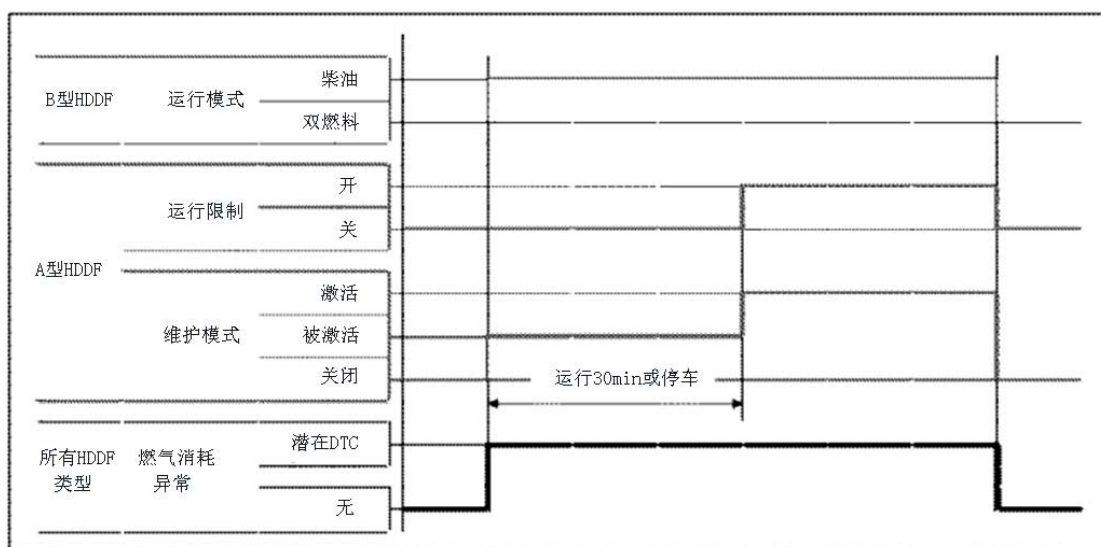 柴油
B型HDDF
运行模式
双燃料
开
运行限制
关
A型HDDF
激活
维护模式
被激活
关闭
运行30min或停车
潜在DTC
所有HDDF
类型
燃气消耗
异常
无